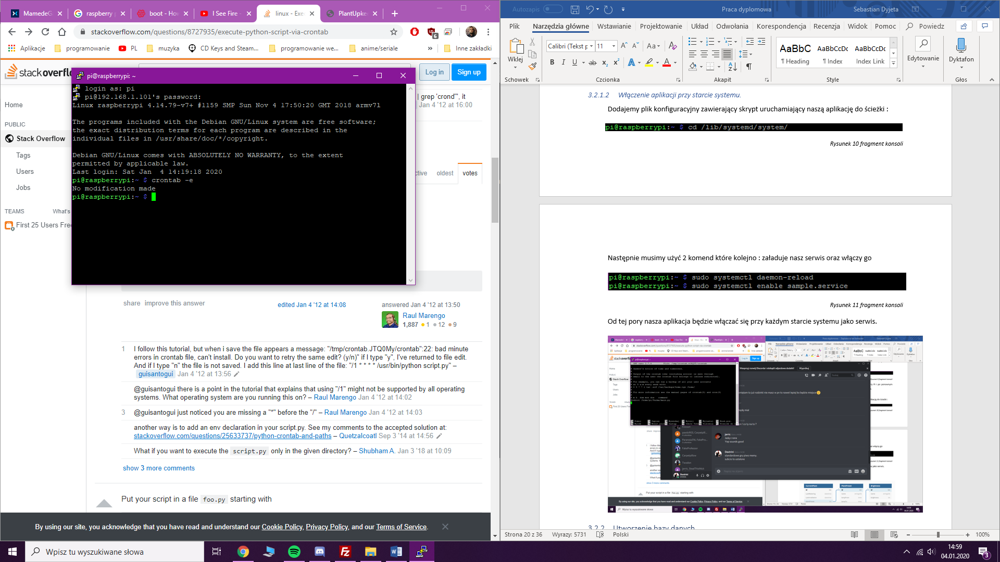 MamedeG
raspberry
boot - How
I See Fire -
linux - Exe
PlantUpke
stackoverflow.com/questions/8727935/execute-python-script-via-crontab
6
Aplikacje
programowanie
PL
muzyka
CD Keys and Steam...
programowanie we...
anime/seriale
»
Inne zakładki
stackoverfl
Log in
Sign up
Home
PUBLIC
Stack Overflow
Tags
Users
Jobs
TEAMS
What's
First 25 Users Free
| grep 'crond'", it
Jan 4 '12 at 16:00
ctive
oldest
votes
pi@raspberrypi: ~
login as: pi
pi@192.168.1.101's password:
Linux raspberrypi 4.14.79-v7+ #1159 SMP Sun Nov 4 17:50:20 GMT 2018 armv7l
The programs included with the Debian GNU/Linux system are free software;
the exact distribution terms for each program are described in the
individual files in /usr/share/doc/*/copyright.
Debian GNU/Linux comes with ABSOLUTELY NO WARRANTY, to the extent
permitted by applicable law.
Last login: Sat Jan  4 14:19:18 2020
pi@raspberrypi:~ $ crontab -e
No modification made
pi@raspberrypi:~ $
share improve this answer
edited Jan 4 '12 at 14:08
answered Jan 4 '12 at 13:50
Raul Marengo
1,887 1 12 9
1 I follow this tutorial, but when i save the file appears a message: "/tmp/crontab.JTQ0My/crontab":22: bad minute
errors in crontab file, can't install. Do you want to retry the same edit? (y/n)" if I type "y", I've returned to file edit.
And if I type "n" the file is not saved. I add this line at last line of the file: "/1 * * * * /usr/bin/python script.py" –
guisantogui Jan 4 '12 at 13:56
@guisantogui there is a point in the tutorial that explains that using "/1" might not be supported by all operating
systems. What operating system are you running this on? – Raul Marengo Jan 4 '12 at 14:02
3 @guisantogui just noticed you are missing a "*" before the "/" – Raul Marengo Jan 4 '12 at 14:03
another way is to add an env declaration in your script.py. See my comments to the accepted solution at:
stackoverflow.com/questions/25633737/python-crontab-and-paths – Quetzalcoatl Sep 3 '14 at 14:56
What if you want to execute the script.py only in the given directory? – Shubham A. Jan 3 '18 at 10:09
show 3 more comments
Put your script in a file foo.py starting with
By using our site, you acknowledge that you have read and understand our Cookie Policy, Privacy Policy, and our Terms of Service.
Autozapis
Praca dyplomowa
Sebastian Dyjeta
Plik
Narzędzia główne
Wstawianie
Projektowanie
Układ
Odwołania
Korespondencja
Recenzja
Widok
Pomoc
Powiedz
Wklej
Calibri (Tekst p
11
Aa
B I U ab x₂ x² A A
AaBbC
AaBbCcDc
AaBbCcDc
¶ Heading
¶ Index
Index Link
Edytowanie
Dyktafon
Schowek
Czcionka
Akapit
Style
Głos
3.2.1.2 Włączenie aplikacji przy starcie systemu.
Dodajemy plik konfiguracyjny zawierający skrypt uruchamiający naszą aplikację do ścieżki :
pi@raspberrypi:~ $ cd /lib/systemd/system/
Rysunek 10 fragment konsoli
Następnie musimy użyć 2 komend które kolejno : załaduje nasz serwis oraz włączy go
pi@raspberrypi:~ $ sudo systemctl daemon-reload
pi@raspberrypi:~ $ sudo systemctl enable sample.service
Rysunek 11 fragment konsoli
Od tej pory nasza aplikacja będzie włączać się przy każdym starcie systemu jako serwis.
3.2.2 Utworzenie bazy danych
Strona 20 z 36
Wyrazy: 5731
Polski
100%
Wpisz tu wyszukiwane słowa
14:59
04.01.2020
3